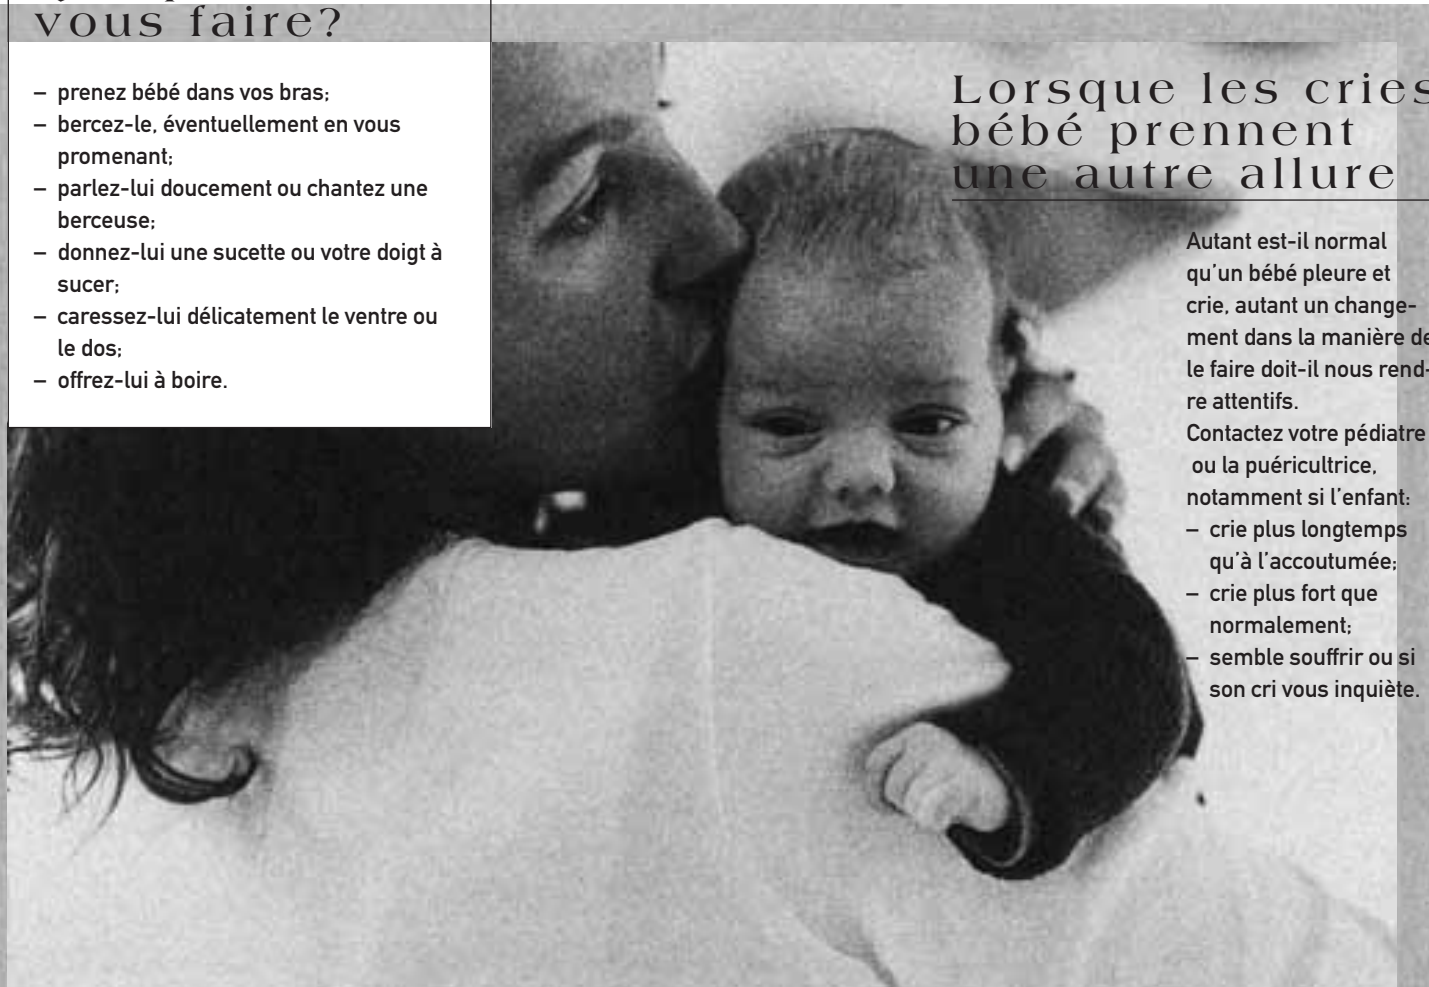 vous faire?
– prenez bébé dans vos bras;
– bercez-le, éventuellement en vous
promenant;
– parlez-lui doucement ou chantez une
berceuse;
– donnez-lui une sucette ou votre doigt à
sucer;
– caressez-lui délicatement le ventre ou
le dos;
– offrez-lui à boire.
Lorsque les cries
bébé prennent
une autre allure
Autant est-il normal
qu'un bébé pleure et
crie, autant un change-
ment dans la manière de
le faire doit-il nous rend-
re attentifs.
Contactez votre pédiatre
ou la puéricultrice,
notamment si l'enfant:
– crie plus longtemps
qu'à l'accoutumée;
– crie plus fort que
normalement;
– semble souffrir ou si
son cri vous inquiète.